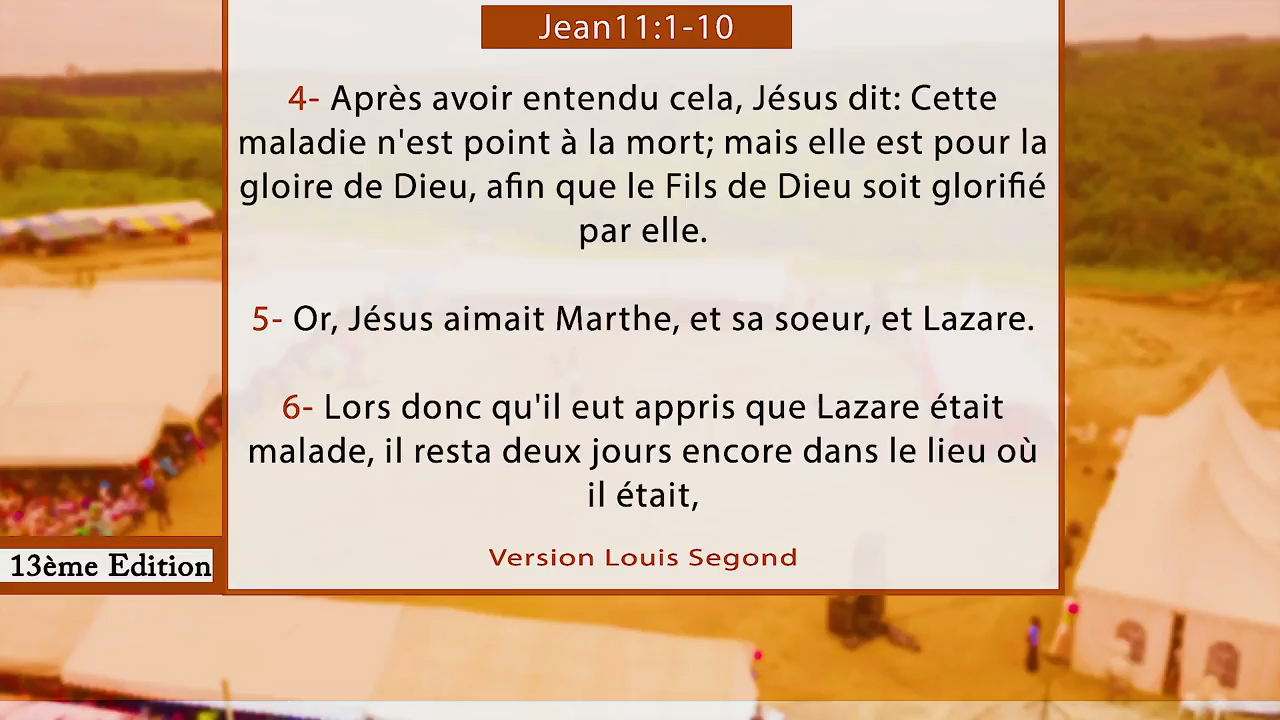 Jean11:1-10
4- Après avoir entendu cela, Jésus dit: Cette
maladie n'est point à la mort; mais elle est pour la
gloire de Dieu, afin que le Fils de Dieu soit glorifié
par elle.
5- Or, Jésus aimait Marthe, et sa soeur, et Lazare.
6- Lors donc qu'il eut appris que Lazare était
malade, il resta deux jours encore dans le lieu où
il était,
Version Louis Segond
13ème Edition